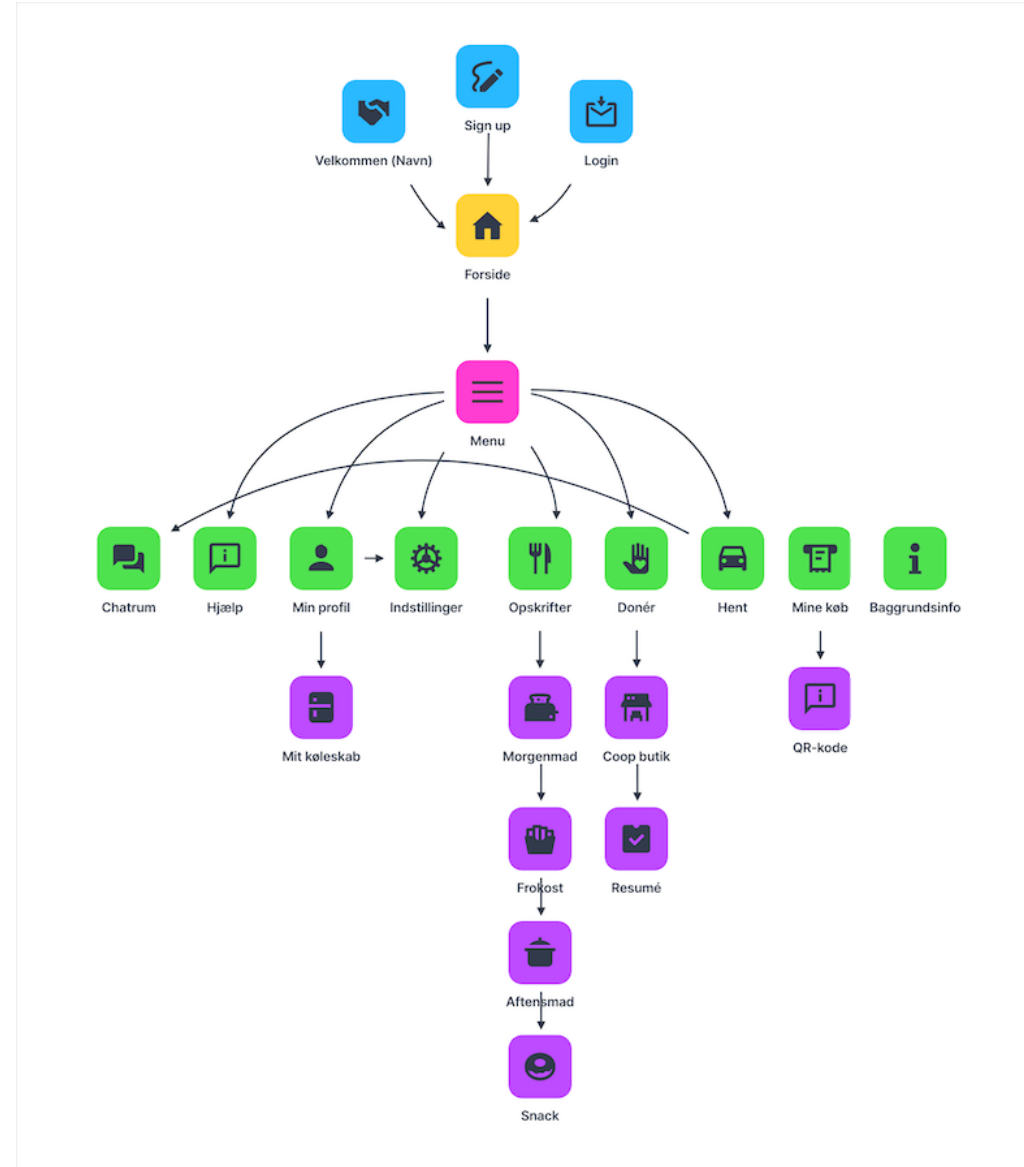 Sign up
Velkommen (Navn)
Login
Forside
Menu
Chatrum
Hjælp
Min profil
Indstillinger
Opskrifter
Donér
Hent
Mine køb
Baggrundsinfo
Mit køleskab
Morgenmad
Coop butik
QR-kode
Frokost
Resumé
Aftensmad
Snack